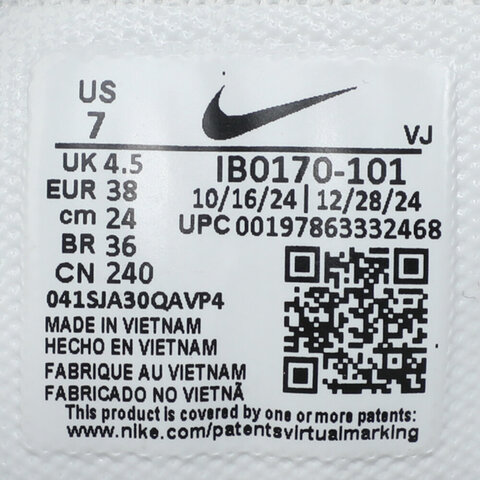 US
7
VJ
UK 4.5
IB0170-101
EUR 38
10/16/24 | 12/28/24
cm 24
UPC 00197863332468
BR 36
CN 240
041SJA30QAVP4
MADE IN VIETNAM
HECHO EN VIETNAM
FABRIQUE AU VIETNAM
FABRICADO NO VIETNÃ
This product is covered by one or more patents:
www.nike.com/patentsvirtualmarking